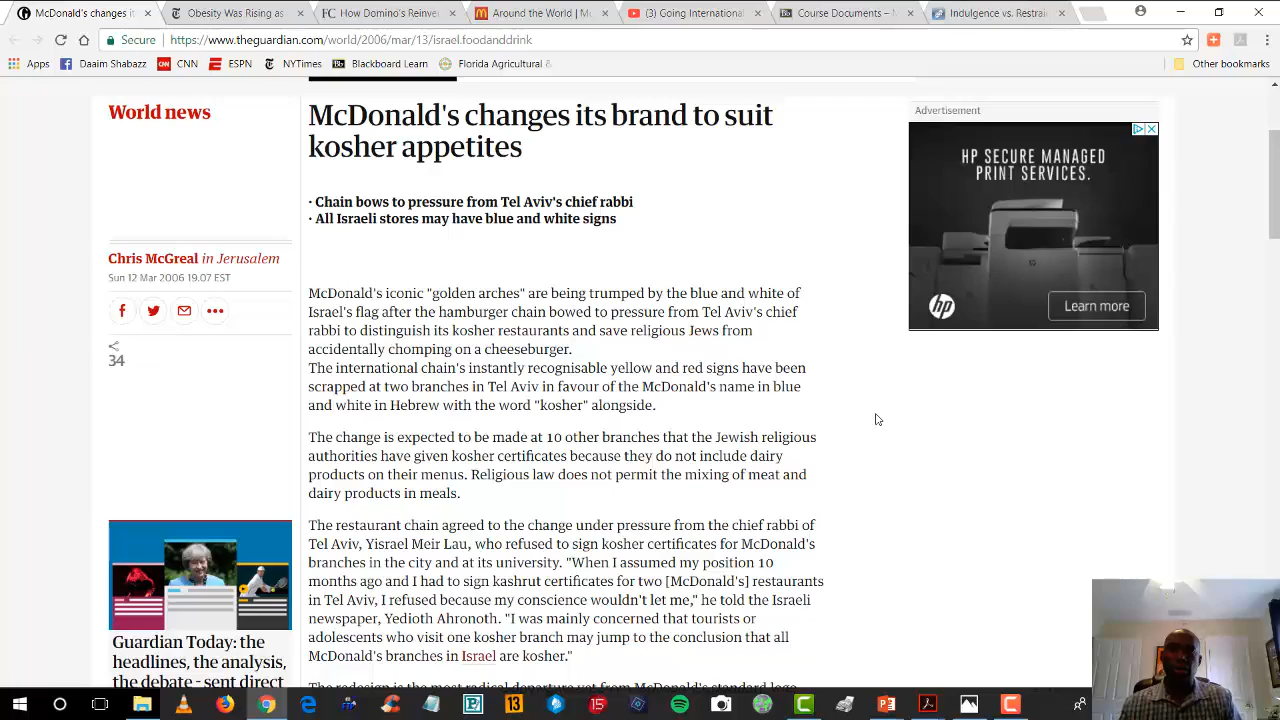 McDonald's changes it
Obesity Was Rising as
How Domino's Reinve
Around the World | M
(3) Going Internationa
Course Documents –
Indulgence vs. Restrai
Secure
https://www.theguardian.com/world/2006/mar/13/israel.foodanddrink
Apps
Daaim Shabazz
CNN
ESPN
NYTimes
Blackboard Learn
Florida Agricultural &
Other bookmarks
World news
McDonald's changes its brand to suit
kosher appetites
· Chain bows to pressure from Tel Aviv's chief rabbi
· All Israeli stores may have blue and white signs
Chris McGreal in Jerusalem
Sun 12 Mar 2006 19.07 EST
34
McDonald's iconic "golden arches" are being trumped by the blue and white of
Israel's flag after the hamburger chain bowed to pressure from Tel Aviv's chief
rabbi to distinguish its kosher restaurants and save religious Jews from
accidentally chomping on a cheeseburger.
The international chain's instantly recognisable yellow and red signs have been
scrapped at two branches in Tel Aviv in favour of the McDonald's name in blue
and white in Hebrew with the word "kosher" alongside.
The change is expected to be made at 10 other branches that the Jewish religious
authorities have given kosher certificates because they do not include dairy
products on their menus. Religious law does not permit the mixing of meat and
dairy products in meals.
The restaurant chain agreed to the change under pressure from the chief rabbi of
Tel Aviv, Yisrael Meir Lau, who refused to sign kosher certificates for McDonald's
branches in the city and at its university. "When I assumed my position 10
months ago and I had to sign kashrut certificates for two [McDonald's] restaurants
in Tel Aviv, I refused because my conscience wouldn't let me," he told the Israeli
newspaper, Yedioth Ahronoth. "I was mainly concerned that tourists or
adolescents who visit one kosher branch may jump to the conclusion that all
McDonald's branches in Israel are kosher."
Advertisement
HP SECURE MANAGED
PRINT SERVICES.
hp
Learn more
Guardian Today: the
headlines, the analysis,
the debate - sent direct